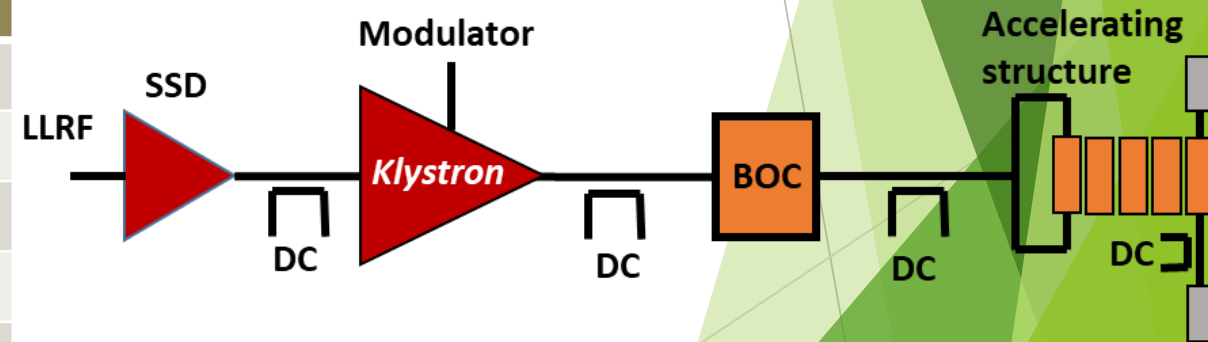 Modulator
Accelerating
structure
SSD
LLRF
Klystron
BOC
DC
DC
DC
DC